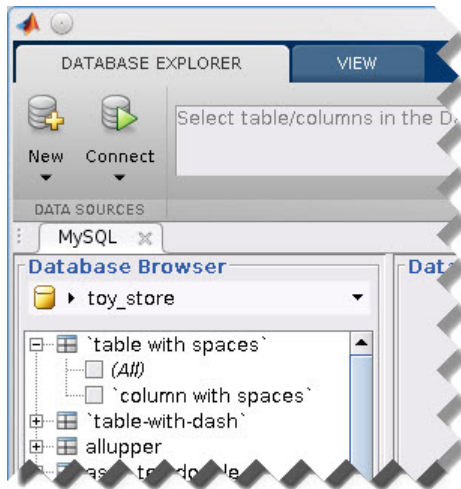 DATABASE EXPLORER
VIEW
Select table/columns in the
New
Connect
DATA SOURCES
MySQL
Database Browser
Data
toy_store
`table with spaces`
(All)
`column with spaces`
`table-with-dash`
allupper